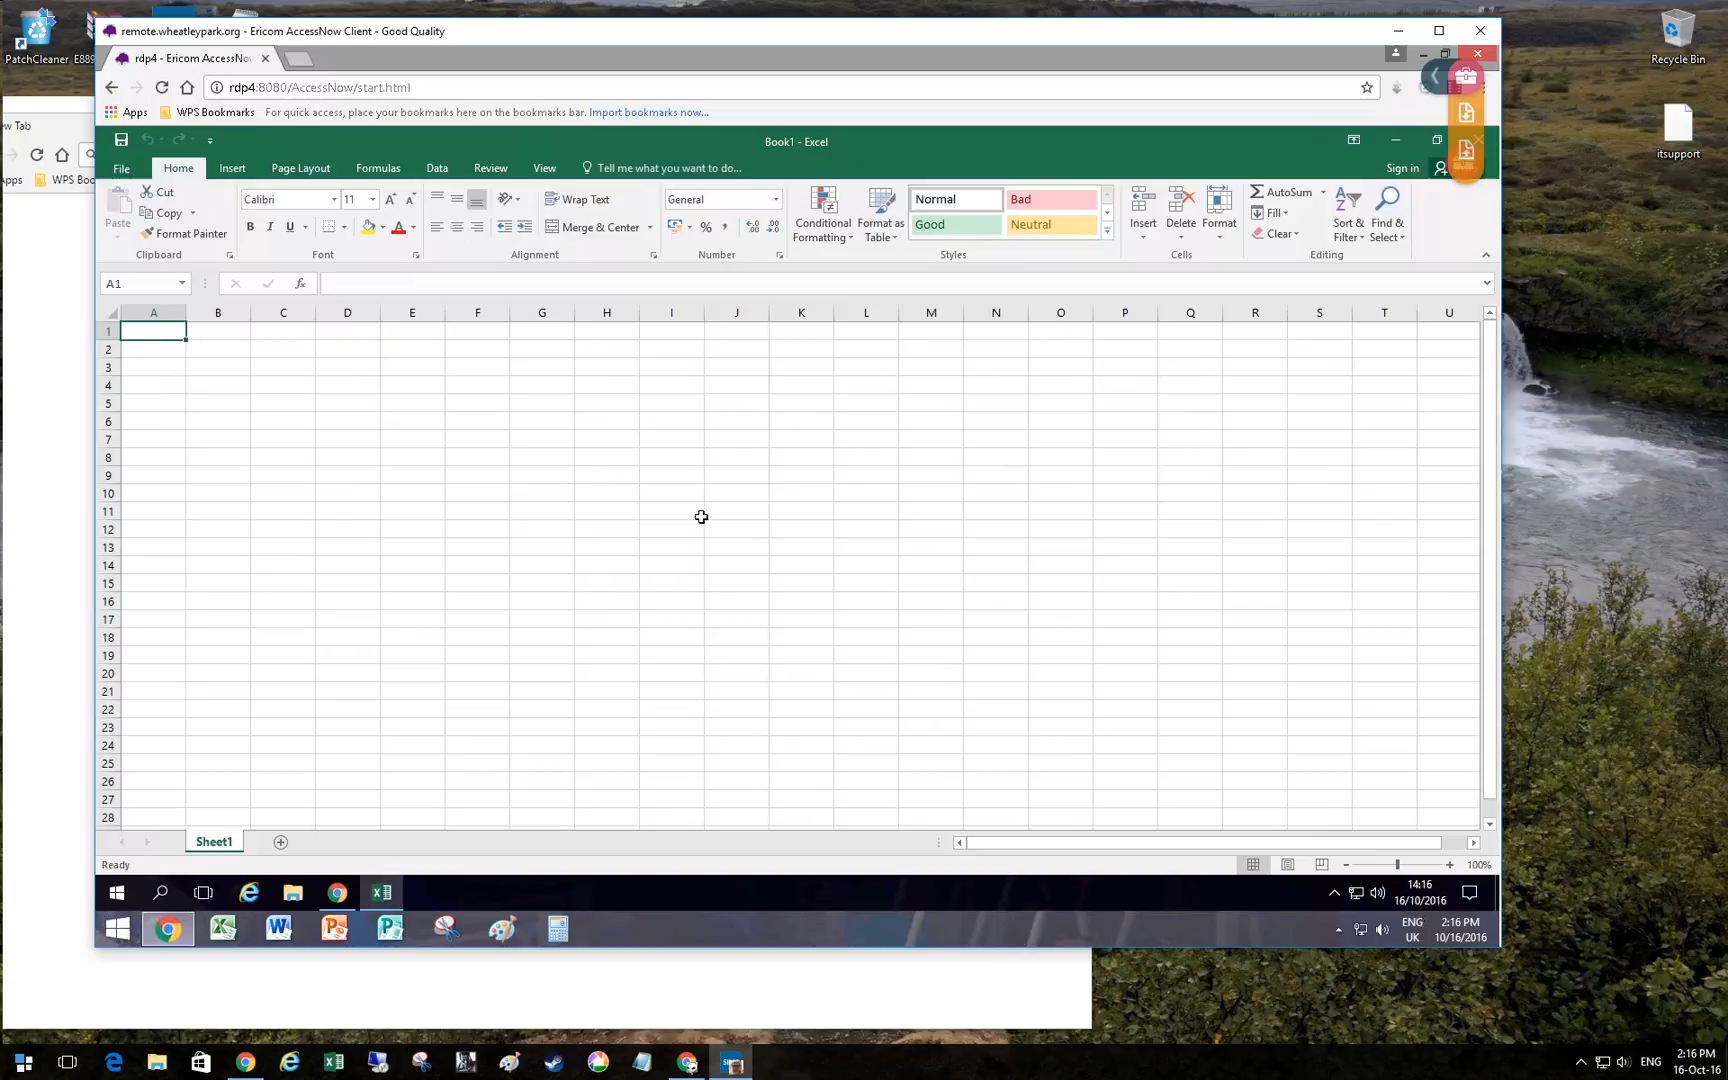 PatchCleaner E889
Recycle Bin
itsupport
remote.wheatleypark.org - Ericom AccessNow Client - Good Quality
rdp4 - Ericom AccessNo
rdp4:8080/AccessNow/start.html
Apps WPS Bookmarks For quick access, place your bookmarks here on the bookmarks bar. Import bookmarks now...
w Tab
pps WPS Boo
Book1 - Excel
File Home Insert Page Layout Formulas Data Review View Tell me what you want to do... Sign in
Paste Cut
Copy
Format Painter
Clipboard
Calibri 11
B I U A
Font
Wrap Text
Merge & Center
Alignment
General
%
Number
Conditional Formatting
Format as Table
Normal Bad
Good Neutral
Styles
Insert Delete Format
Cells
AutoSum
Fill
Clear
Sort & Filter
Find & Select
Editing
A1 fx
A B C D E F G H I J K L M N O P Q R S T U
1
2
3
4
5
6
7
8
9
10
11
12
13
14
15
16
17
18
19
20
21
22
23
24
25
26
27
28
Sheet1
Ready 100%
14:16
16/10/2016
ENG
UK
2:16 PM
10/16/2016
ENG
2:16 PM
16-Oct-16